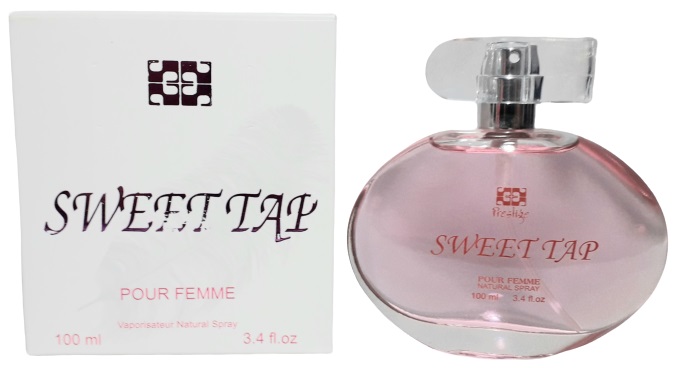 SWEET TAP
POUR FEMME
Vaporisateur Natural Spray
100 ml 3.4 fl.oz
Prestige
SWEET TAP
POUR FEMME
NATURAL SPRAY
100 ml 3.4 fl.oz